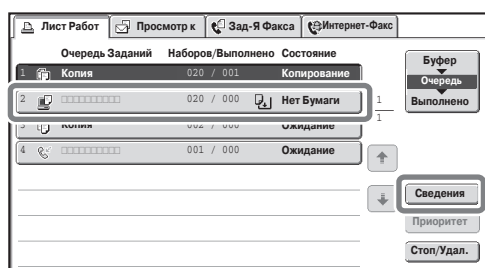 Лист Работ Просмотр к Зад-Я Факса Интернет-Факс
Очередь Заданий Наборов/Выполнено Состояние
Буфер
Очередь
Выполнено
1 Копия 020 / 001 Копирование
2 □□□□□□□□□□ 020 / 000 Нет Бумаги
1
1
3 Копия 002 / 000 Ожидание
4 □□□□□□□□□□ 001 / 000 Ожидание
Сведения
Приоритет
Стоп/Удал.